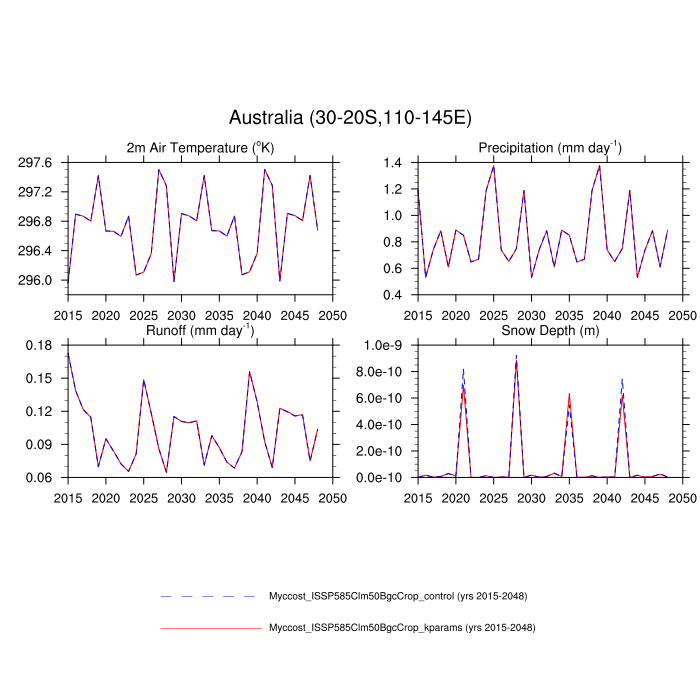 Australia (30-20S,110-145E)
2m Air Temperature (°K)
Precipitation (mm day-1)
297.6
297.2
296.8
296.4
296.0
2015 2020 2025 2030 2035 2040 2045 2050
1.4
1.2
1.0
0.8
0.6
0.4
2015 2020 2025 2030 2035 2040 2045 2050
Runoff (mm day-1)
Snow Depth (m)
0.18
0.15
0.12
0.09
0.06
2015 2020 2025 2030 2035 2040 2045 2050
1.0e-9
8.0e-10
6.0e-10
4.0e-10
2.0e-10
0.0e-10
2015 2020 2025 2030 2035 2040 2045 2050
Myccost_ISSP585Clm50BgcCrop_control (yrs 2015-2048)
Myccost_ISSP585Clm50BgcCrop_kparams (yrs 2015-2048)